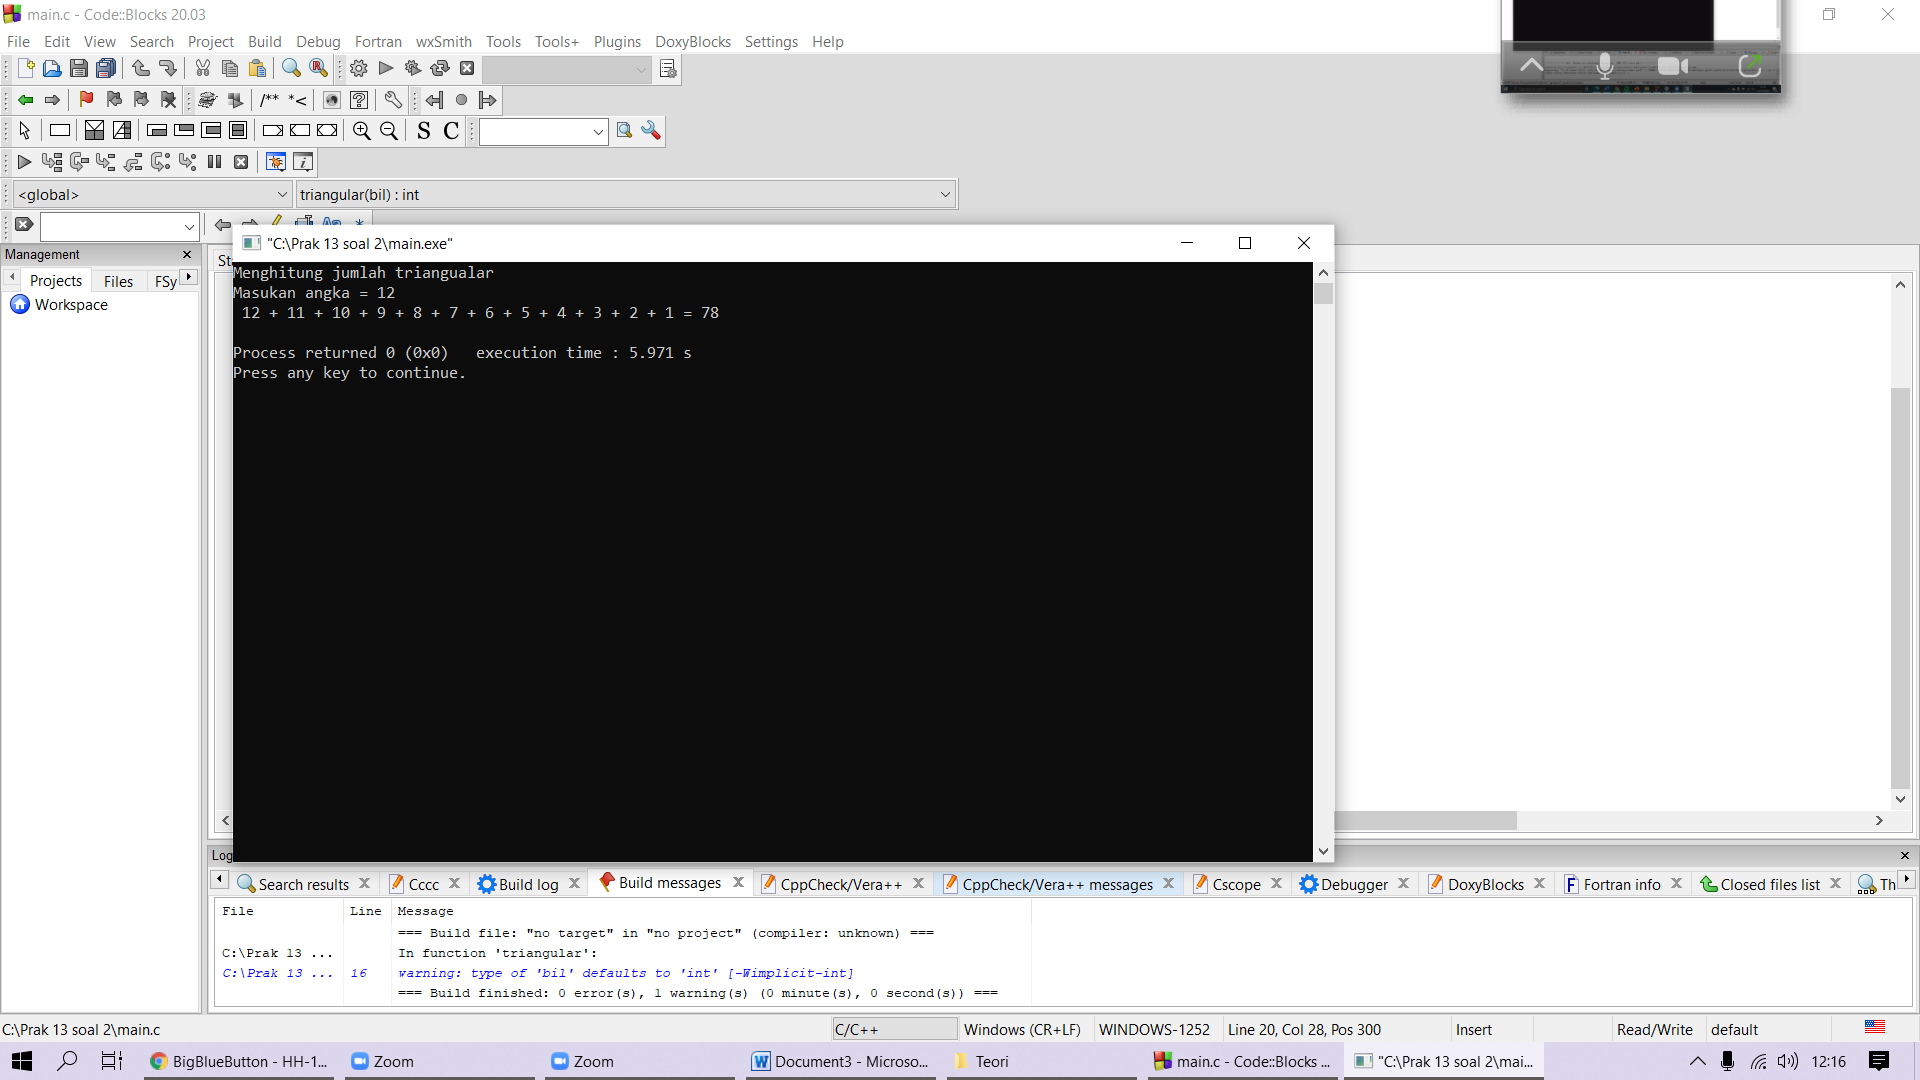 main.c - Code::Blocks 20.03
File Edit View Search Project Build Debug Fortran wxSmith Tools Tools+ Plugins DoxyBlocks Settings Help
/** *<
S C
<global> triangular(bil) : int
Management
Projects Files FSy
Workspace
"C:\Prak 13 soal 2\main.exe"
Menghitung jumlah triangualar
Masukan angka = 12
12 + 11 + 10 + 9 + 8 + 7 + 6 + 5 + 4 + 3 + 2 + 1 = 78
Process returned 0 (0x0)   execution time : 5.971 s
Press any key to continue.
Search results Cccc Build log Build messages CppCheck/Vera++ CppCheck/Vera++ messages Cscope Debugger DoxyBlocks Fortran info Closed files list Th
File Line Message
=== Build file: "no target" in "no project" (compiler: unknown) ===
C:\Prak 13 ... In function 'triangular':
C:\Prak 13 ... 16 warning: type of 'bil' defaults to 'int' [-Wimplicit-int]
=== Build finished: 0 error(s), 1 warning(s) (0 minute(s), 0 second(s)) ===
C:\Prak 13 soal 2\main.c C/C++ Windows (CR+LF) WINDOWS-1252 Line 20, Col 28, Pos 300 Insert Read/Write default
BigBlueButton - HH-1... Zoom Zoom Document3 - Microso... Teori main.c - Code::Blocks ... "C:\Prak 13 soal 2\mai... 12:16